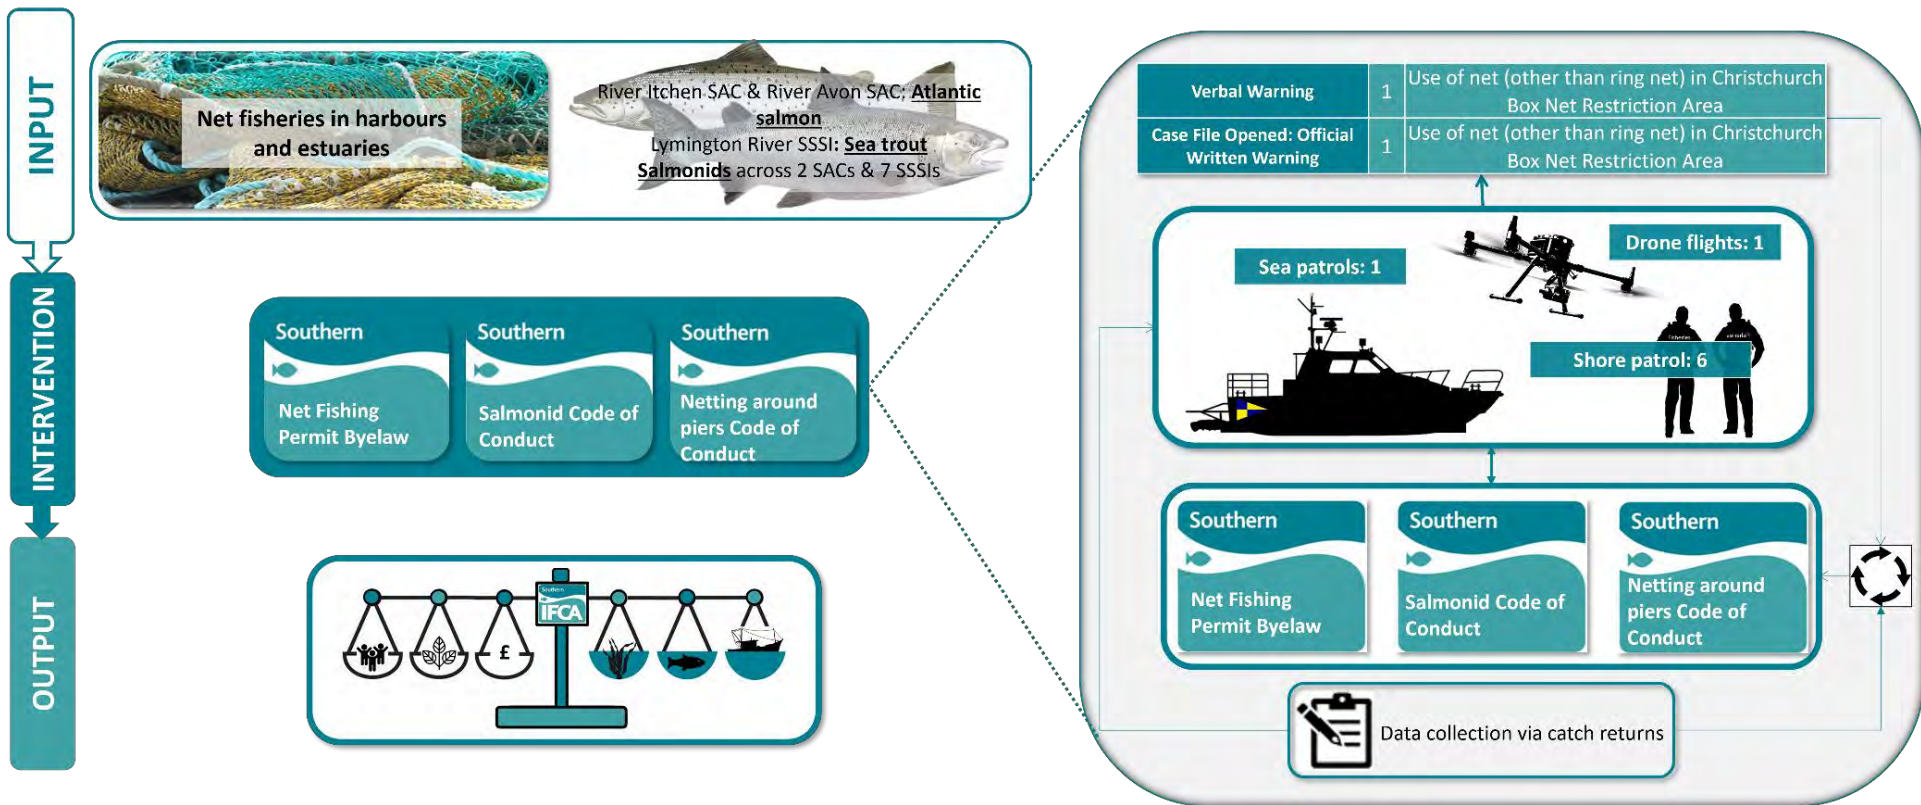 INPUT
Net fisheries in harbours
and estuaries
River Itchen SAC & River Avon SAC: Atlantic
salmon
Lymington River SSSI: Sea trout
Salmonids across 2 SACs & 7 SSSIs
INTERVENTION
Southern
Net Fishing
Permit Byelaw
Southern
Salmonid Code of
Conduct
Southern
Netting around
piers Code of
Conduct
OUTPUT
Southern
IFCA
£
Verbal Warning
1
Use of net (other than ring net) in Christchurch
Box Net Restriction Area
Case File Opened: Official
Written Warning
1
Use of net (other than ring net) in Christchurch
Box Net Restriction Area
Sea patrols: 1
Drone flights: 1
Fisheries
Shore patrol: 6
Southern
Net Fishing
Permit Byelaw
Southern
Salmonid Code of
Conduct
Southern
Netting around
piers Code of
Conduct
Data collection via catch returns